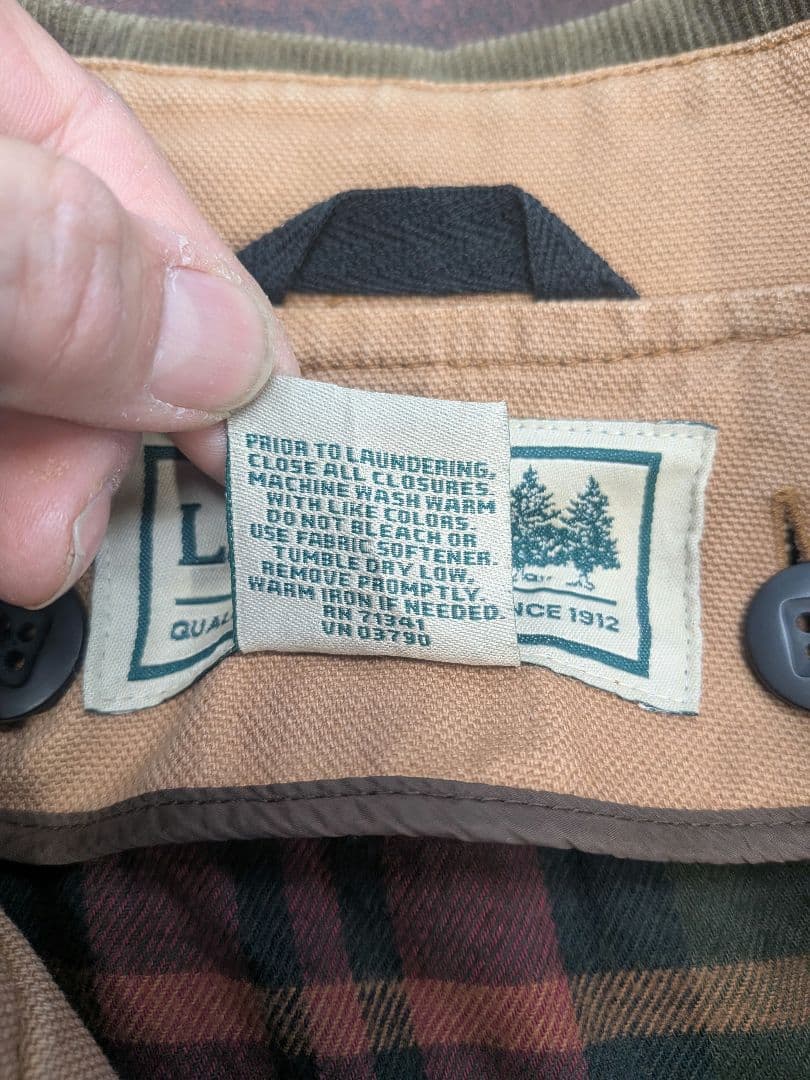 PRIOR TO LAUNDERING,
CLOSE ALL CLOSURES.
MACHINE WASH WARM
WITH LIKE COLORS.
DO NOT BLEACH OR
USE FABRIC SOFTENER.
TUMBLE DRY LOW.
REMOVE PROMPTLY.
WARM IRON IF NEEDED.
RN 71341
VN 03790
L
QUAL
NCE 1912